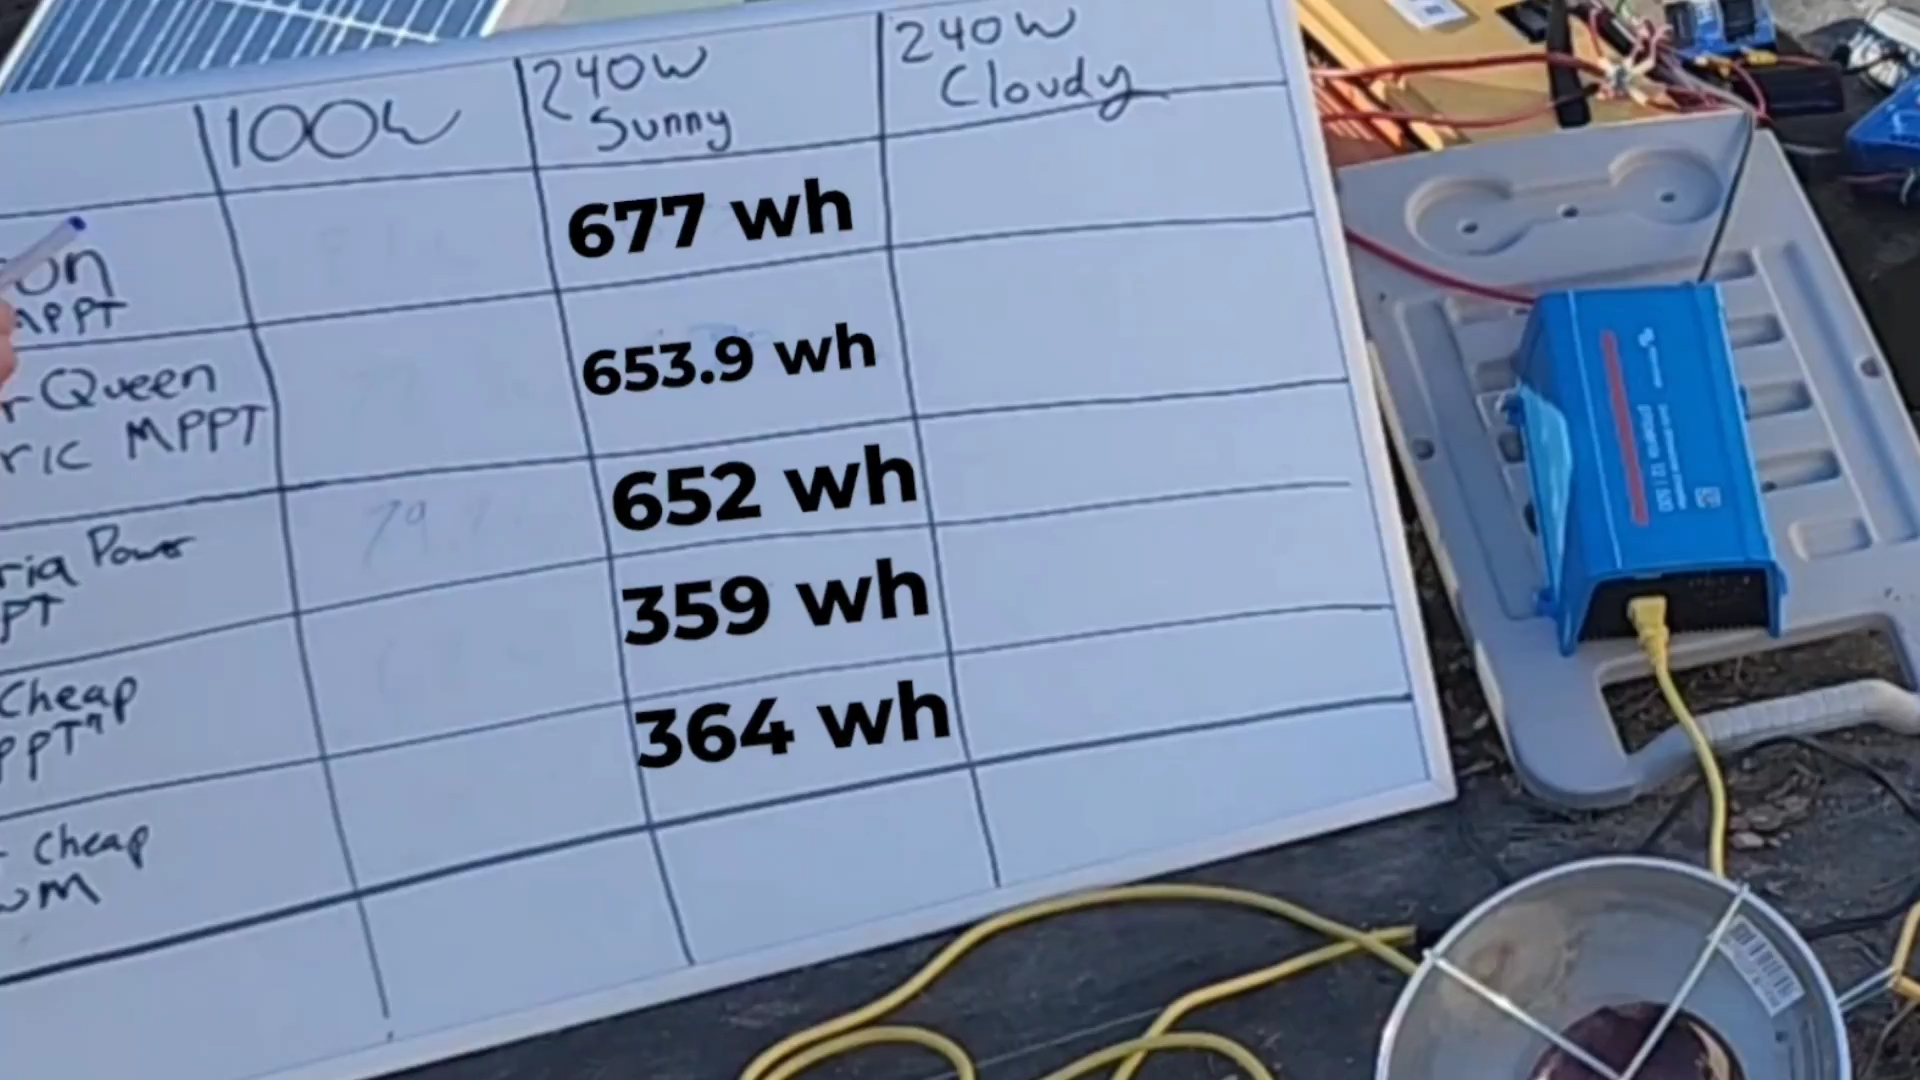 100W
240W
Sunny
240W
Cloudy
on
MPPT
677 wh
r Queen
ric MPPT
653.9 wh
ria Power
PT
79
652 wh
Cheap
PPT"
359 wh
Cheap
WM
364 wh